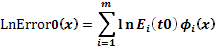 LnError0(x) = ∑_{i=1}^{m} ln E_i(t0) ϕ_i(x)